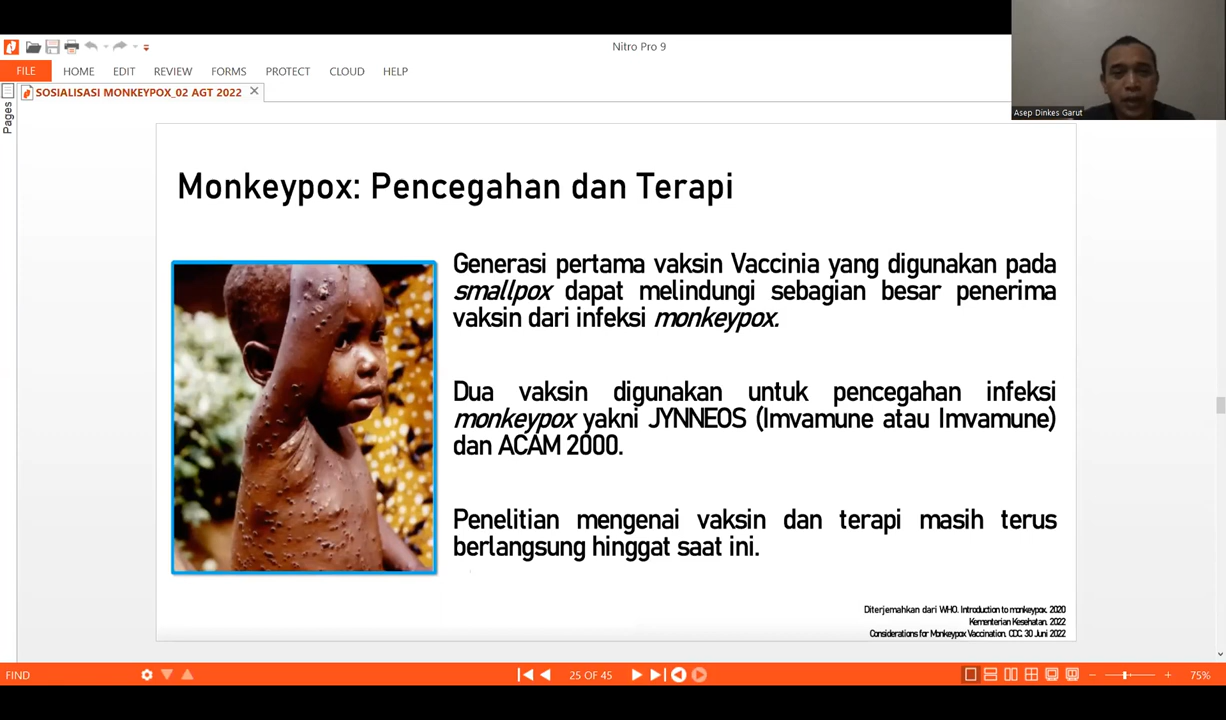 Nitro Pro 9
FILE HOME EDIT REVIEW FORMS PROTECT CLOUD HELP
SOSIALISASI MONKEYPOX_02 AGT 2022
Pages
Asep Dinkes Garut
Monkeypox: Pencegahan dan Terapi
Generasi pertama vaksin Vaccinia yang digunakan pada
smallpox dapat melindungi sebagian besar penerima
vaksin dari infeksi monkeypox.
Dua vaksin digunakan untuk pencegahan infeksi
monkeypox yakni JYNNEOS (Imvamune atau Imvamune)
dan ACAM 2000.
Penelitian mengenai vaksin dan terapi masih terus
berlangsung hinggat saat ini.
Diterjemahkan dari WHO. Introduction to monkeypox. 2020
Kementerian Kesehatan. 2022
Considerations for Monkeypox Vaccination. CDC. 30 Juni 2022
FIND
25 OF 45
75%